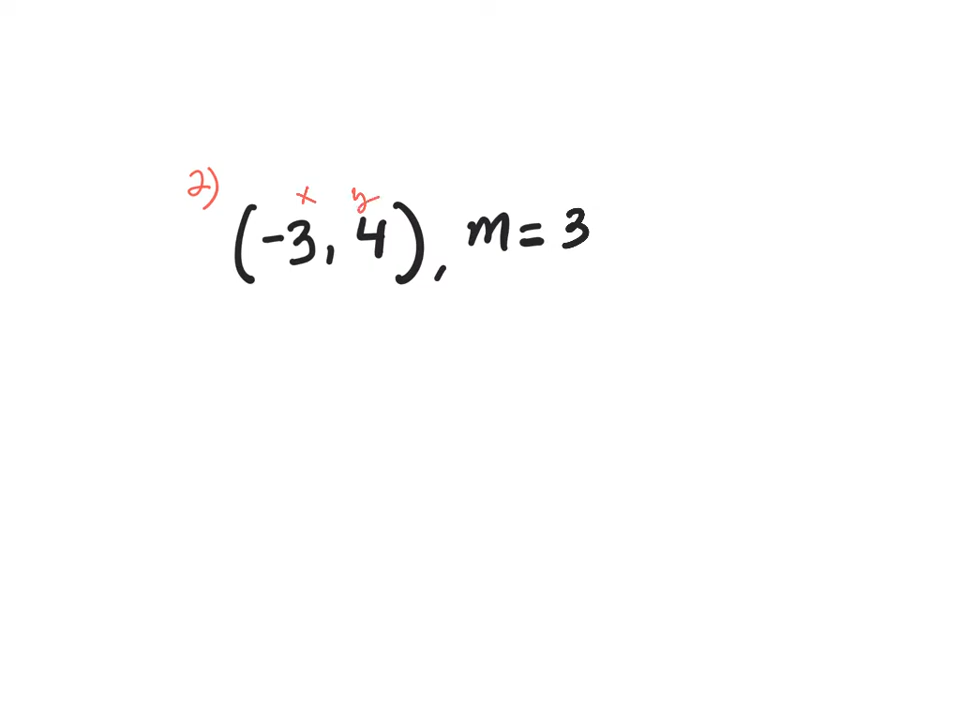 2)
x y
(-3, 4), m = 3